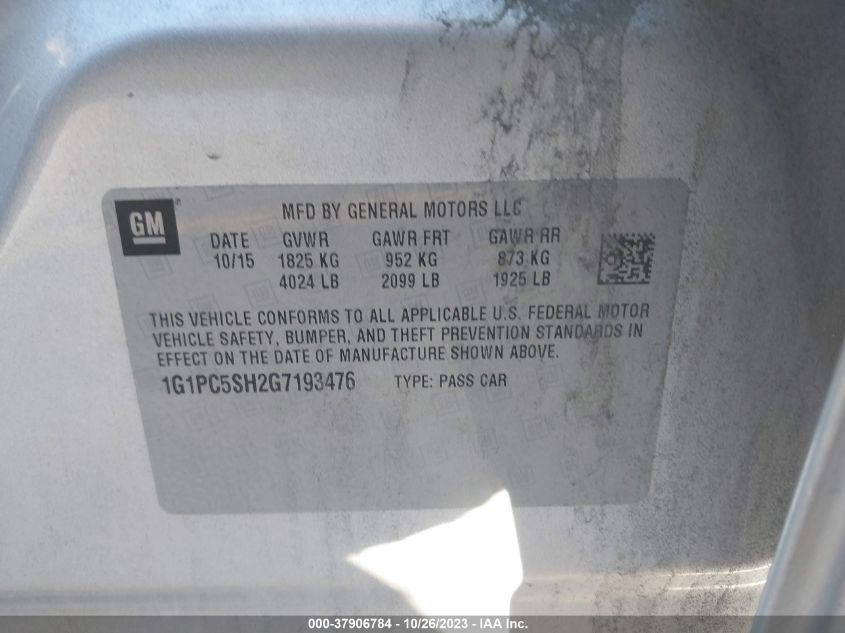 GM
MFD BY GENERAL MOTORS LLC
DATE GVWR GAWR FRT GAWR RR
10/15 1825 KG 952 KG 873 KG
4024 LB 2099 LB 1925 LB
THIS VEHICLE CONFORMS TO ALL APPLICABLE U.S. FEDERAL MOTOR
VEHICLE SAFETY, BUMPER, AND THEFT PREVENTION STANDARDS IN
EFFECT ON THE DATE OF MANUFACTURE SHOWN ABOVE.
1G1PC5SH2G7193476 TYPE: PASS CAR
000-37906784 - 10/26/2023 - IAA Inc.